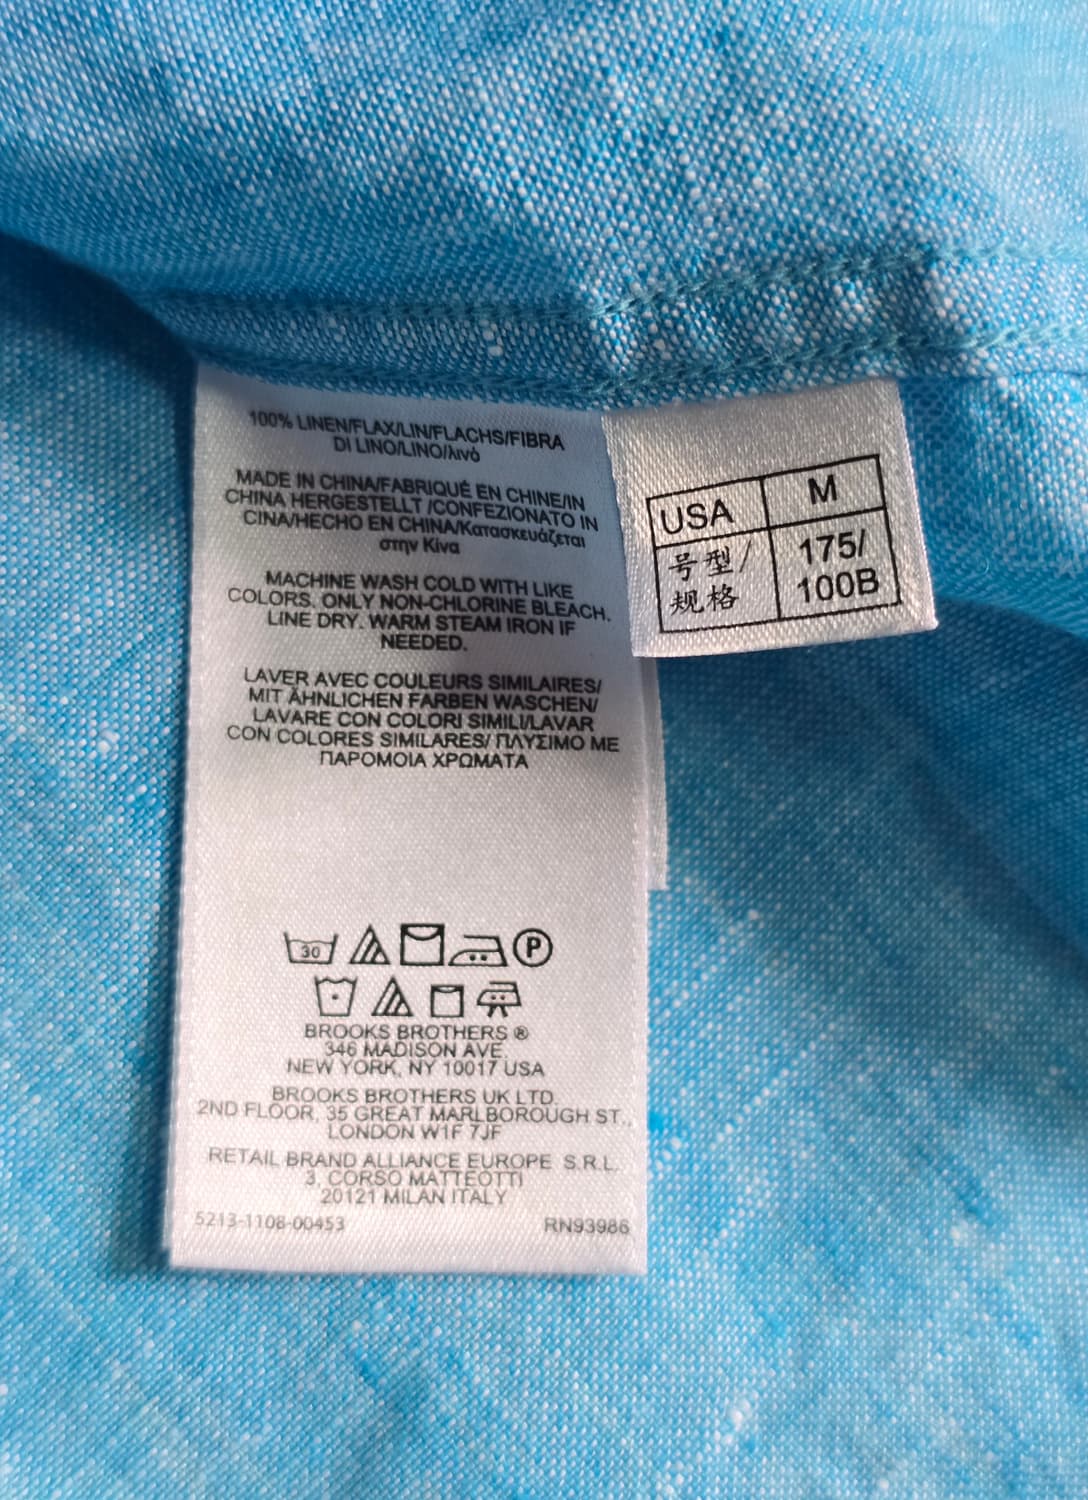 100% LINEN/FLAX/LIN/FLACHS/FIBRA
DI LINO/LINO/λινό
MADE IN CHINA/FABRIQUÉ EN CHINE/IN
CHINA HERGESTELLT /CONFEZIONATO IN
CINA/HECHO EN CHINA/Κατασκευάζεται
στην Κίνα
MACHINE WASH COLD WITH LIKE
COLORS. ONLY NON-CHLORINE BLEACH.
LINE DRY. WARM STEAM IRON IF
NEEDED.
LAVER AVEC COULEURS SIMILAIRES/
MIT ÄHNLICHEN FARBEN WASCHEN/
LAVARE CON COLORI SIMILI/LAVAR
CON COLORES SIMILARES/ ΠΛΥΣΙΜΟ ΜΕ
ΠΑΡΟΜΟΙΑ ΧΡΩΜΑΤΑ
30 P
BROOKS BROTHERS ®
346 MADISON AVE.
NEW YORK, NY 10017 USA
BROOKS BROTHERS UK LTD.
2ND FLOOR, 35 GREAT MARLBOROUGH ST.,
LONDON W1F 7JF
RETAIL BRAND ALLIANCE EUROPE S.R.L.
3, CORSO MATTEOTTI
20121 MILAN ITALY
5213-1108-00453 RN93986
USA M
号型/ 175/
规格 100B